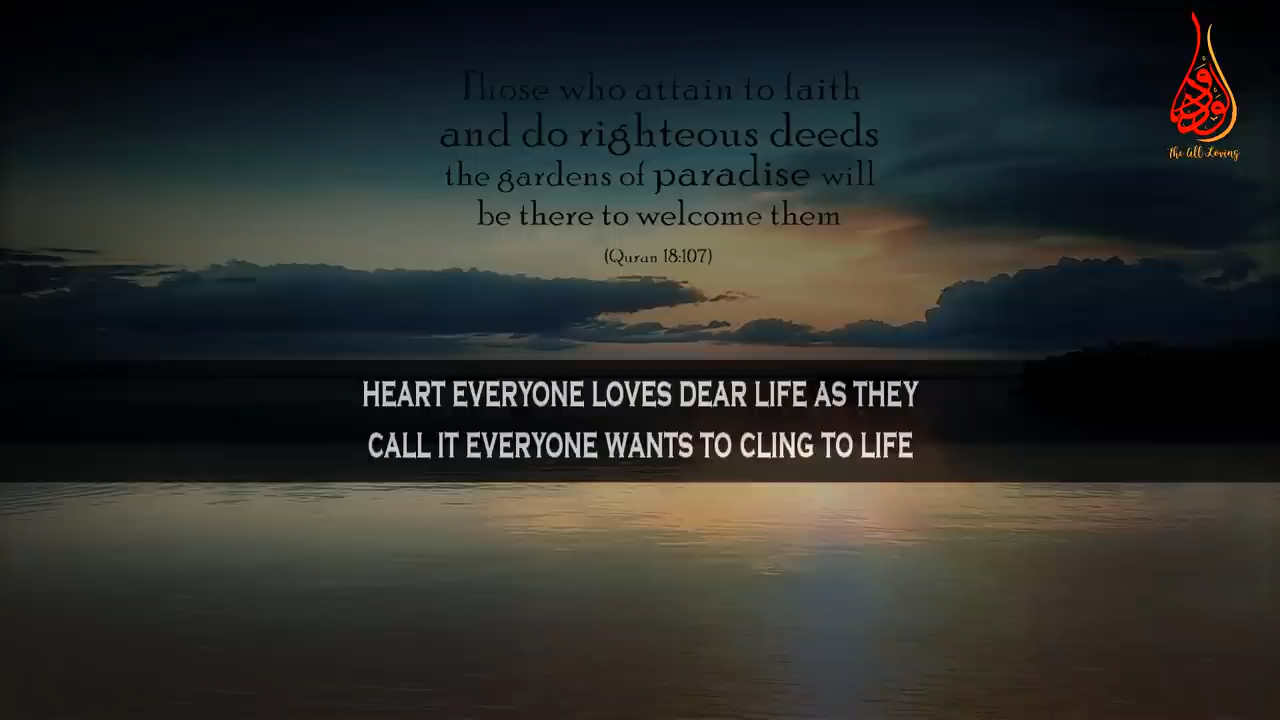 Those who attain to faith
and do righteous deeds
the gardens of paradise will
be there to welcome them
(Quran 18:107)
الودود
The All Loving
HEART EVERYONE LOVES DEAR LIFE AS THEY
CALL IT EVERYONE WANTS TO CLING TO LIFE